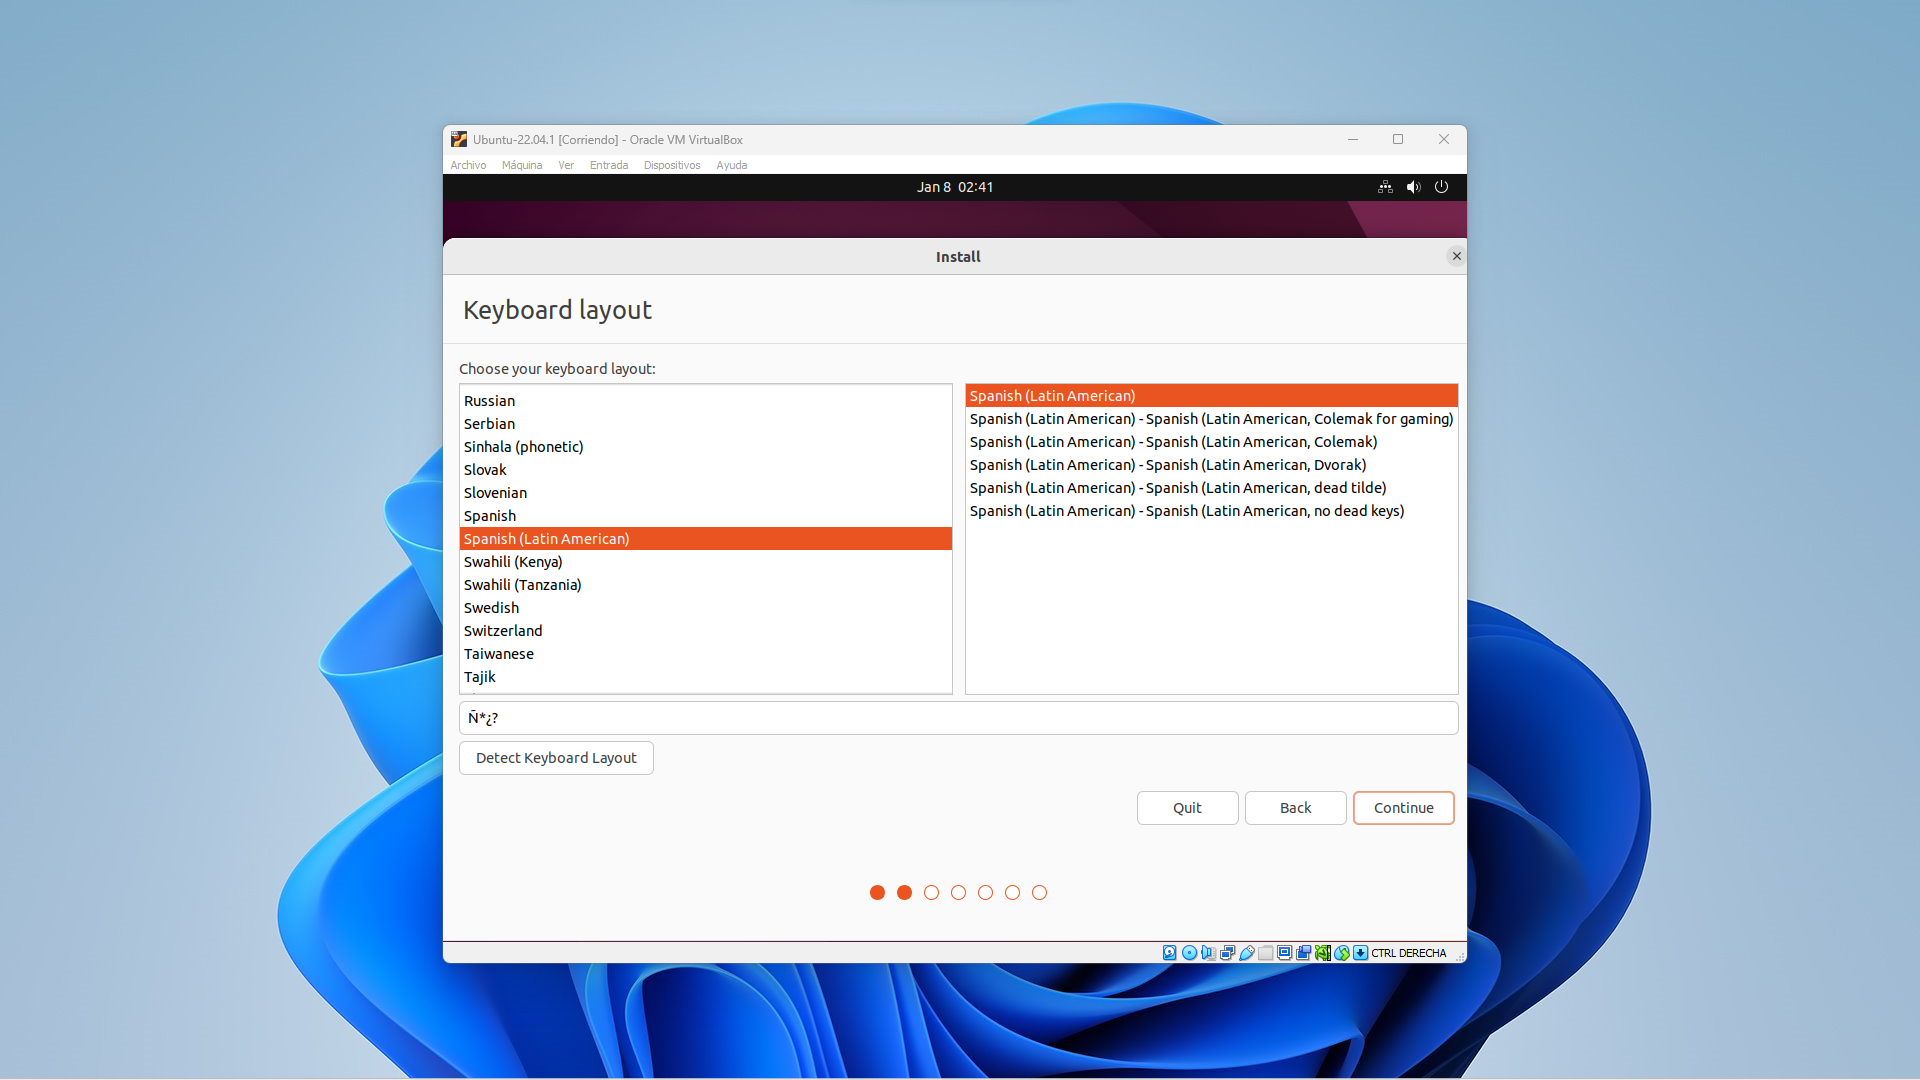 Ubuntu-22.04.1 [Corriendo] - Oracle VM VirtualBox
Archivo Máquina Ver Entrada Dispositivos Ayuda
Jan 8 02:41
Install
Keyboard layout
Choose your keyboard layout:
Russian
Serbian
Sinhala (phonetic)
Slovak
Slovenian
Spanish
Spanish (Latin American)
Swahili (Kenya)
Swahili (Tanzania)
Swedish
Switzerland
Taiwanese
Tajik
Spanish (Latin American)
Spanish (Latin American) - Spanish (Latin American, Colemak for gaming)
Spanish (Latin American) - Spanish (Latin American, Colemak)
Spanish (Latin American) - Spanish (Latin American, Dvorak)
Spanish (Latin American) - Spanish (Latin American, dead tilde)
Spanish (Latin American) - Spanish (Latin American, no dead keys)
Ñ*¿?
Detect Keyboard Layout
Quit Back Continue
CTRL DERECHA